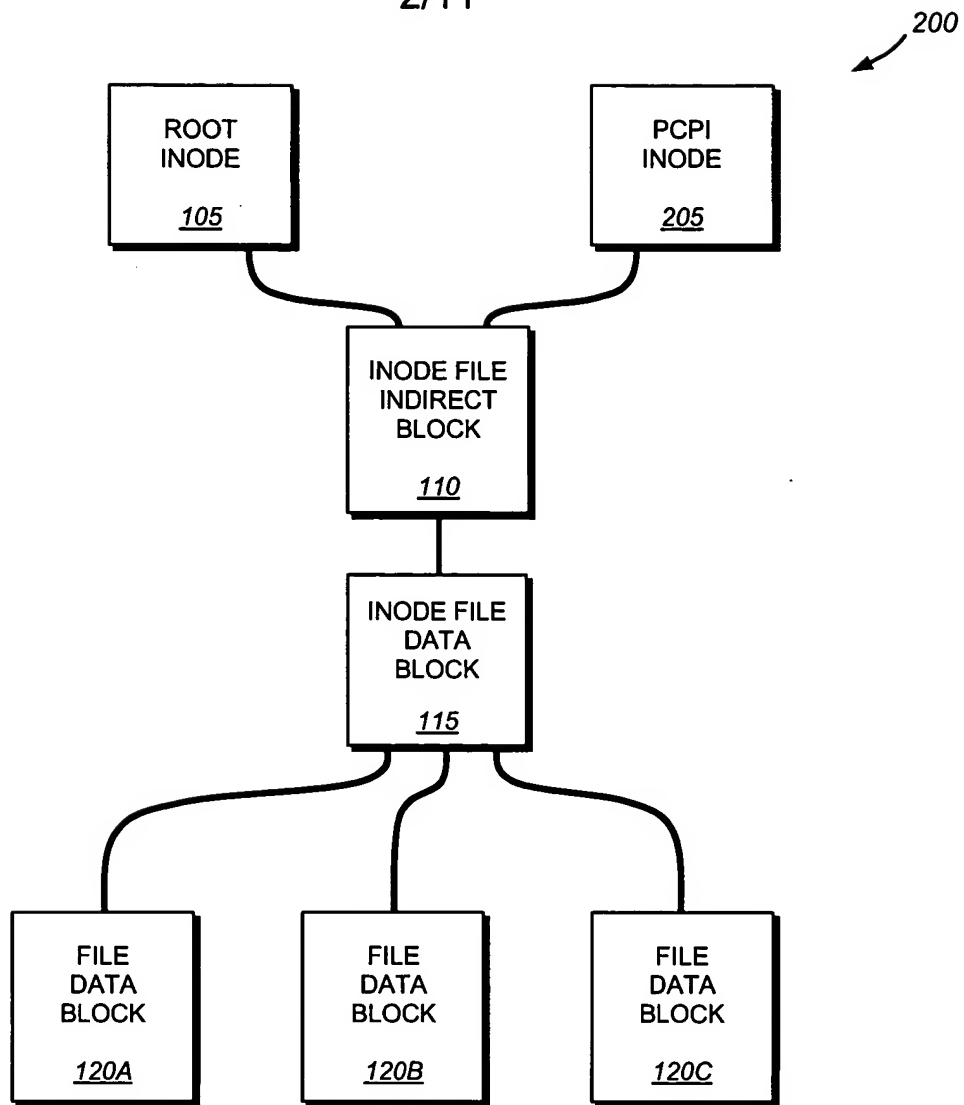 200
ROOT
INODE
105
PCPI
INODE
205
INODE FILE
INDIRECT
BLOCK
110
INODE FILE
DATA
BLOCK
115
FILE
DATA
BLOCK
120A
FILE
DATA
BLOCK
120B
FILE
DATA
BLOCK
120C